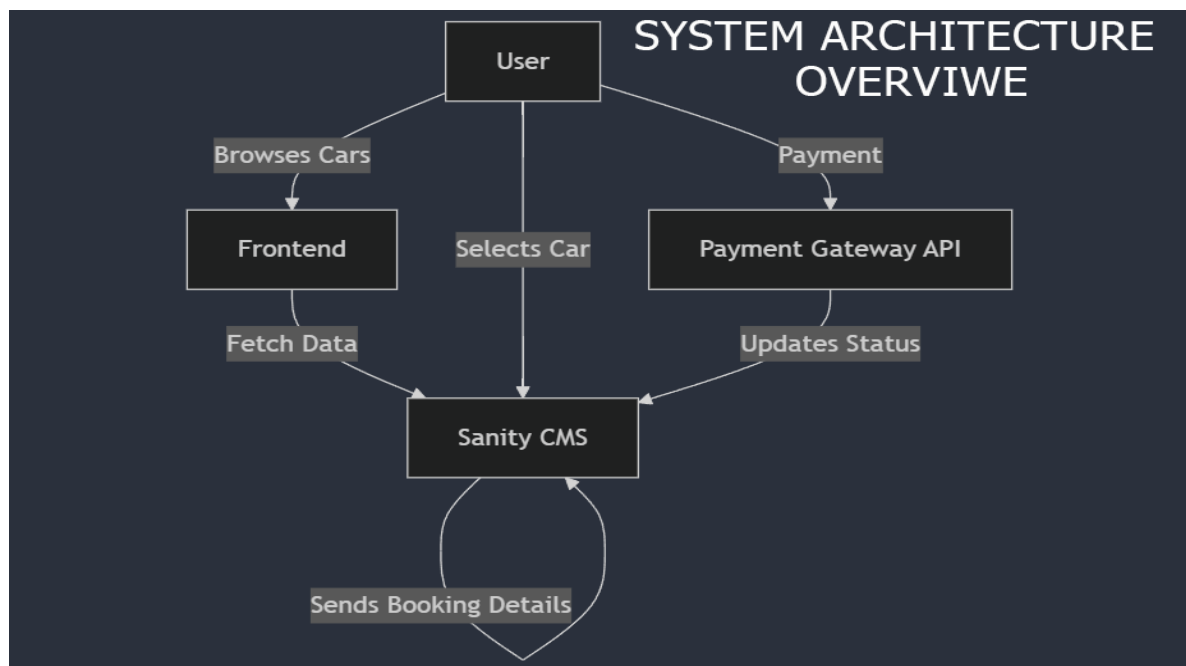 SYSTEM ARCHITECTURE
OVERVIWE
User
Browses Cars
Payment
Frontend
Selects Car
Payment Gateway API
Fetch Data
Updates Status
Sanity CMS
Sends Booking Details